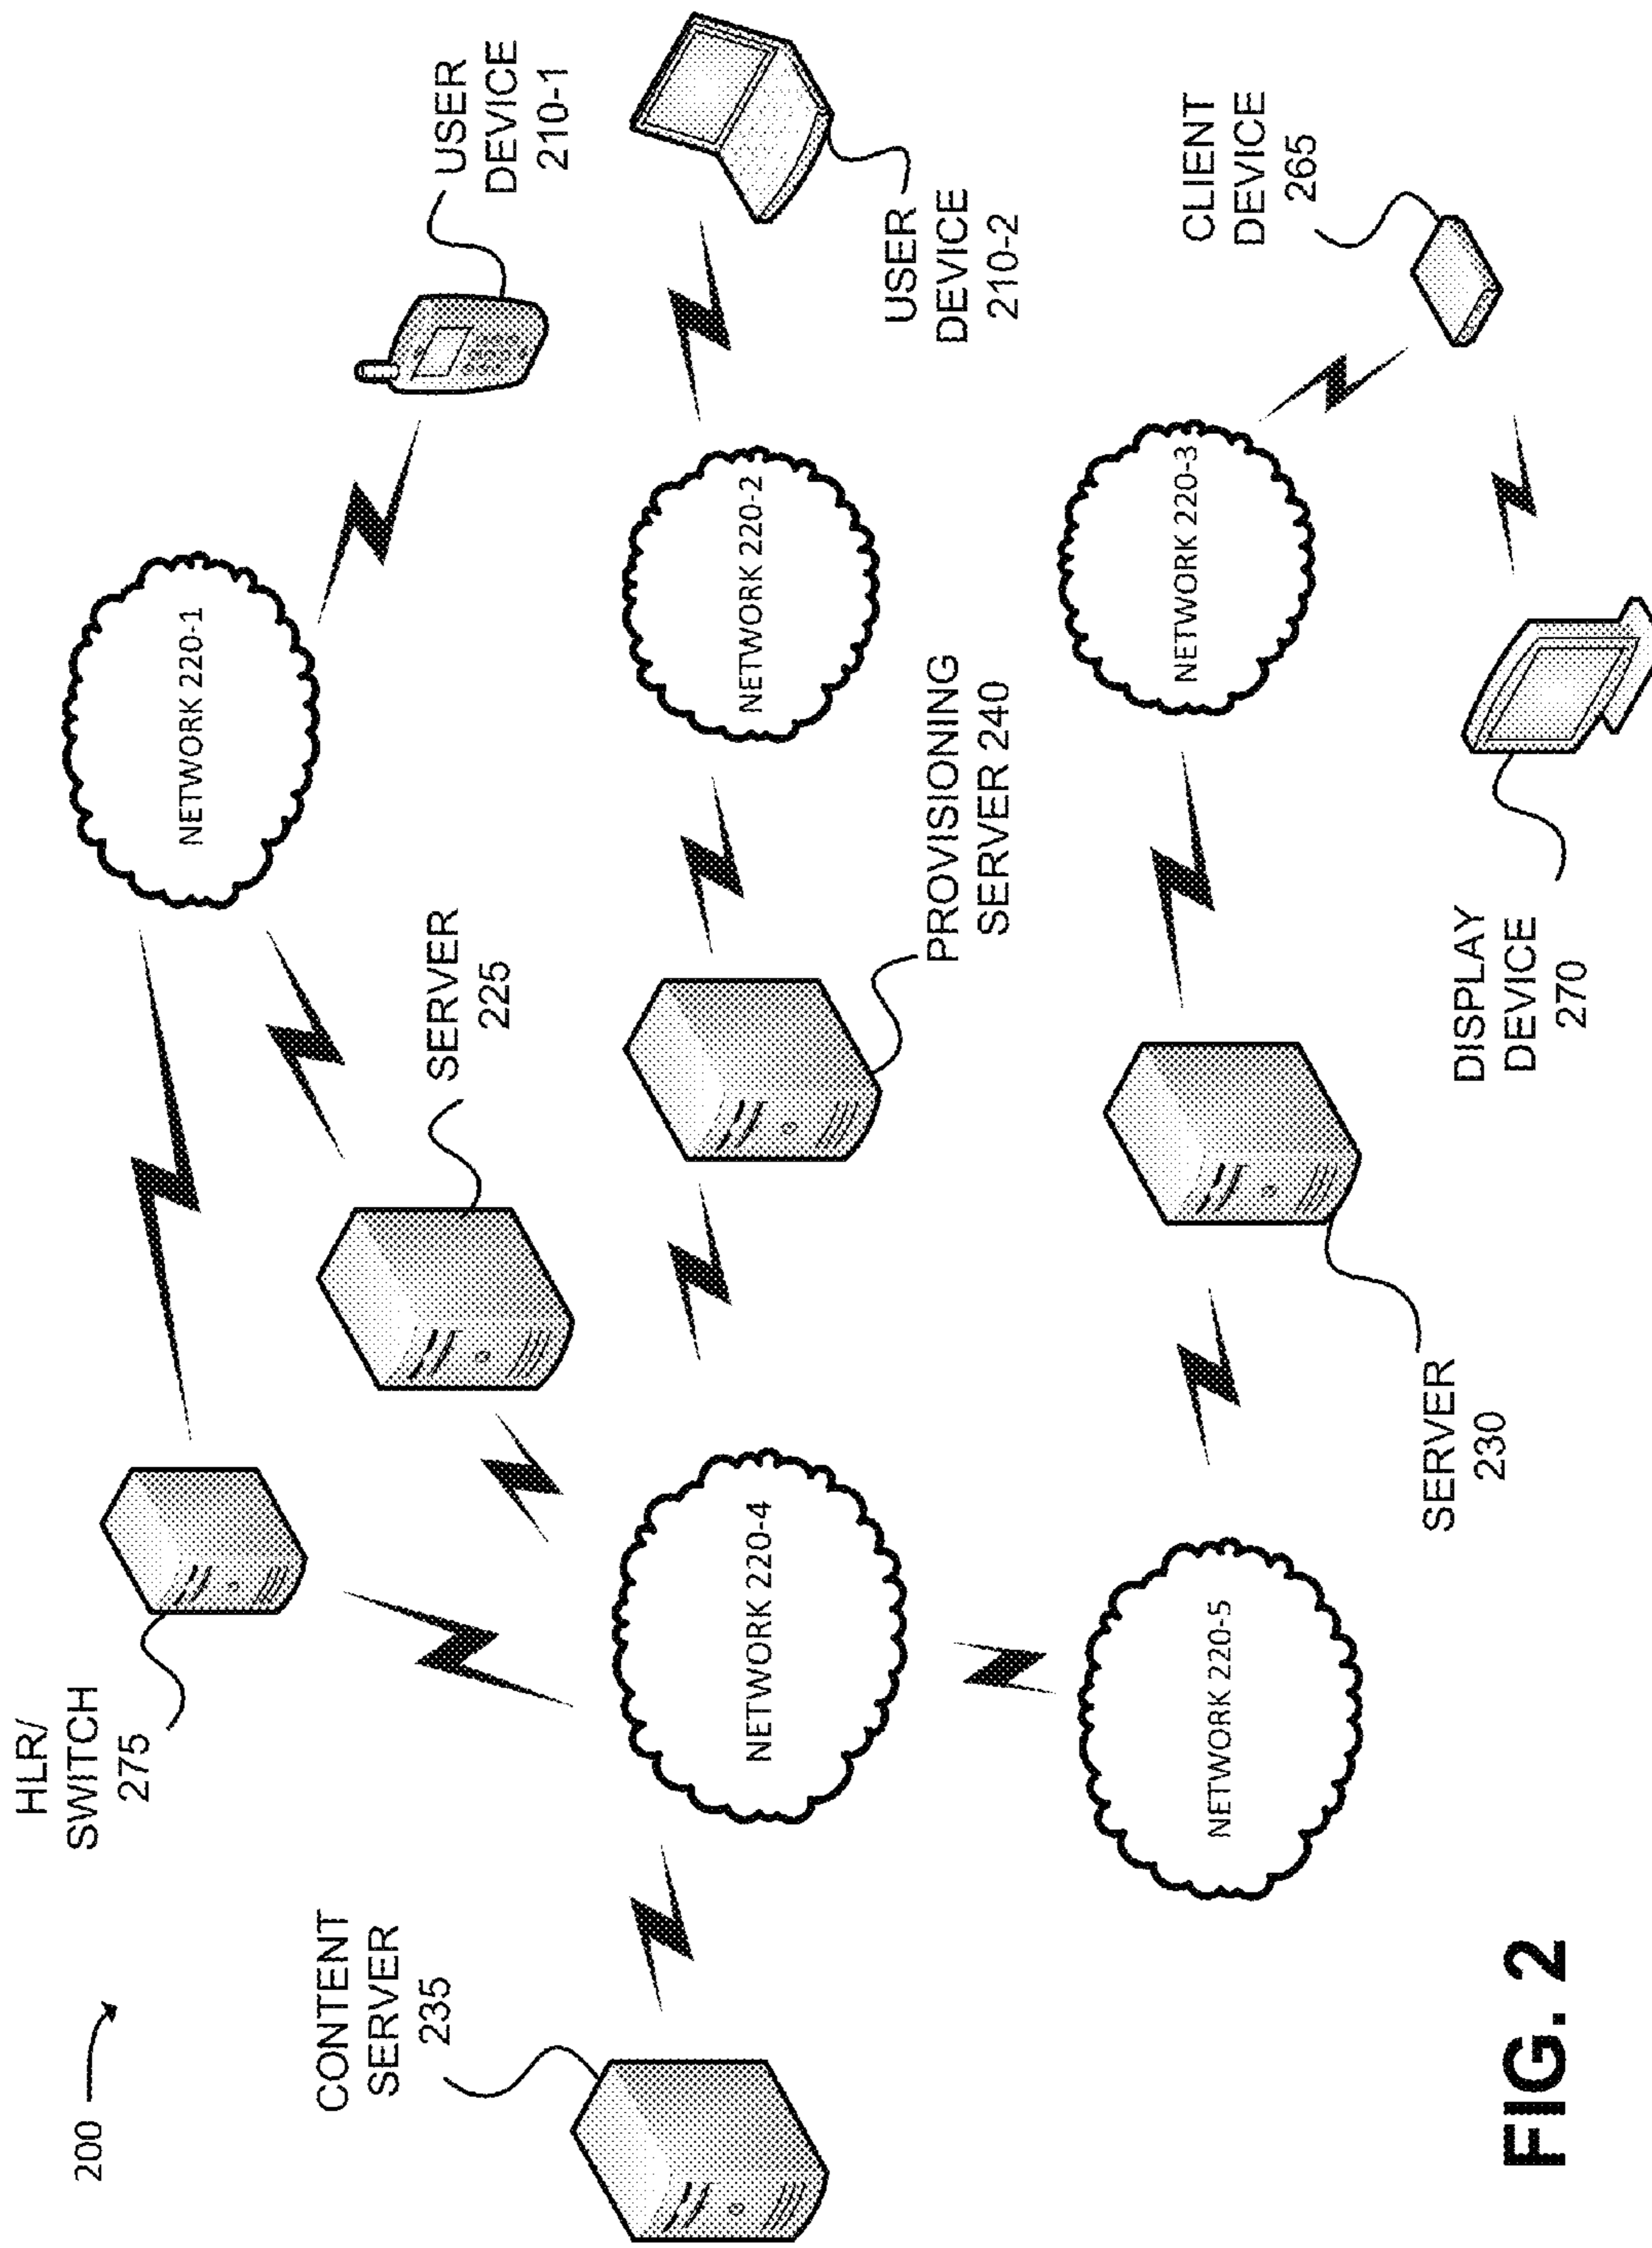 200
HLR/
SWITCH
275
NETWORK 220-1
USER
DEVICE
210-1
CONTENT
SERVER
235
SERVER
225
NETWORK 220-4
NETWORK 220-2
PROVISIONING
SERVER 240
USER
DEVICE
210-2
NETWORK 220-5
NETWORK 220-3
CLIENT
DEVICE
265
SERVER
230
DISPLAY
DEVICE
270
FIG. 2